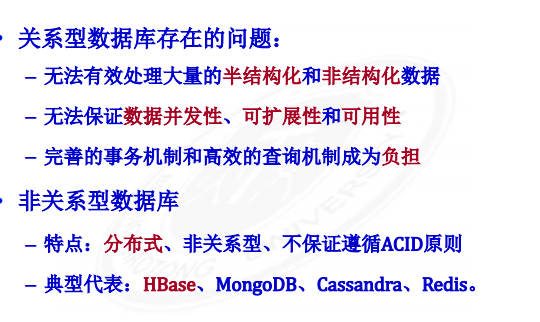 • 关系型数据库存在的问题：
– 无法有效处理大量的半结构化和非结构化数据
– 无法保证数据并发性、可扩展性和可用性
– 完善的事务机制和高效的查询机制成为负担
• 非关系型数据库
– 特点：分布式、非关系型、不保证遵循ACID原则
– 典型代表：HBase、MongoDB、Cassandra、Redis。